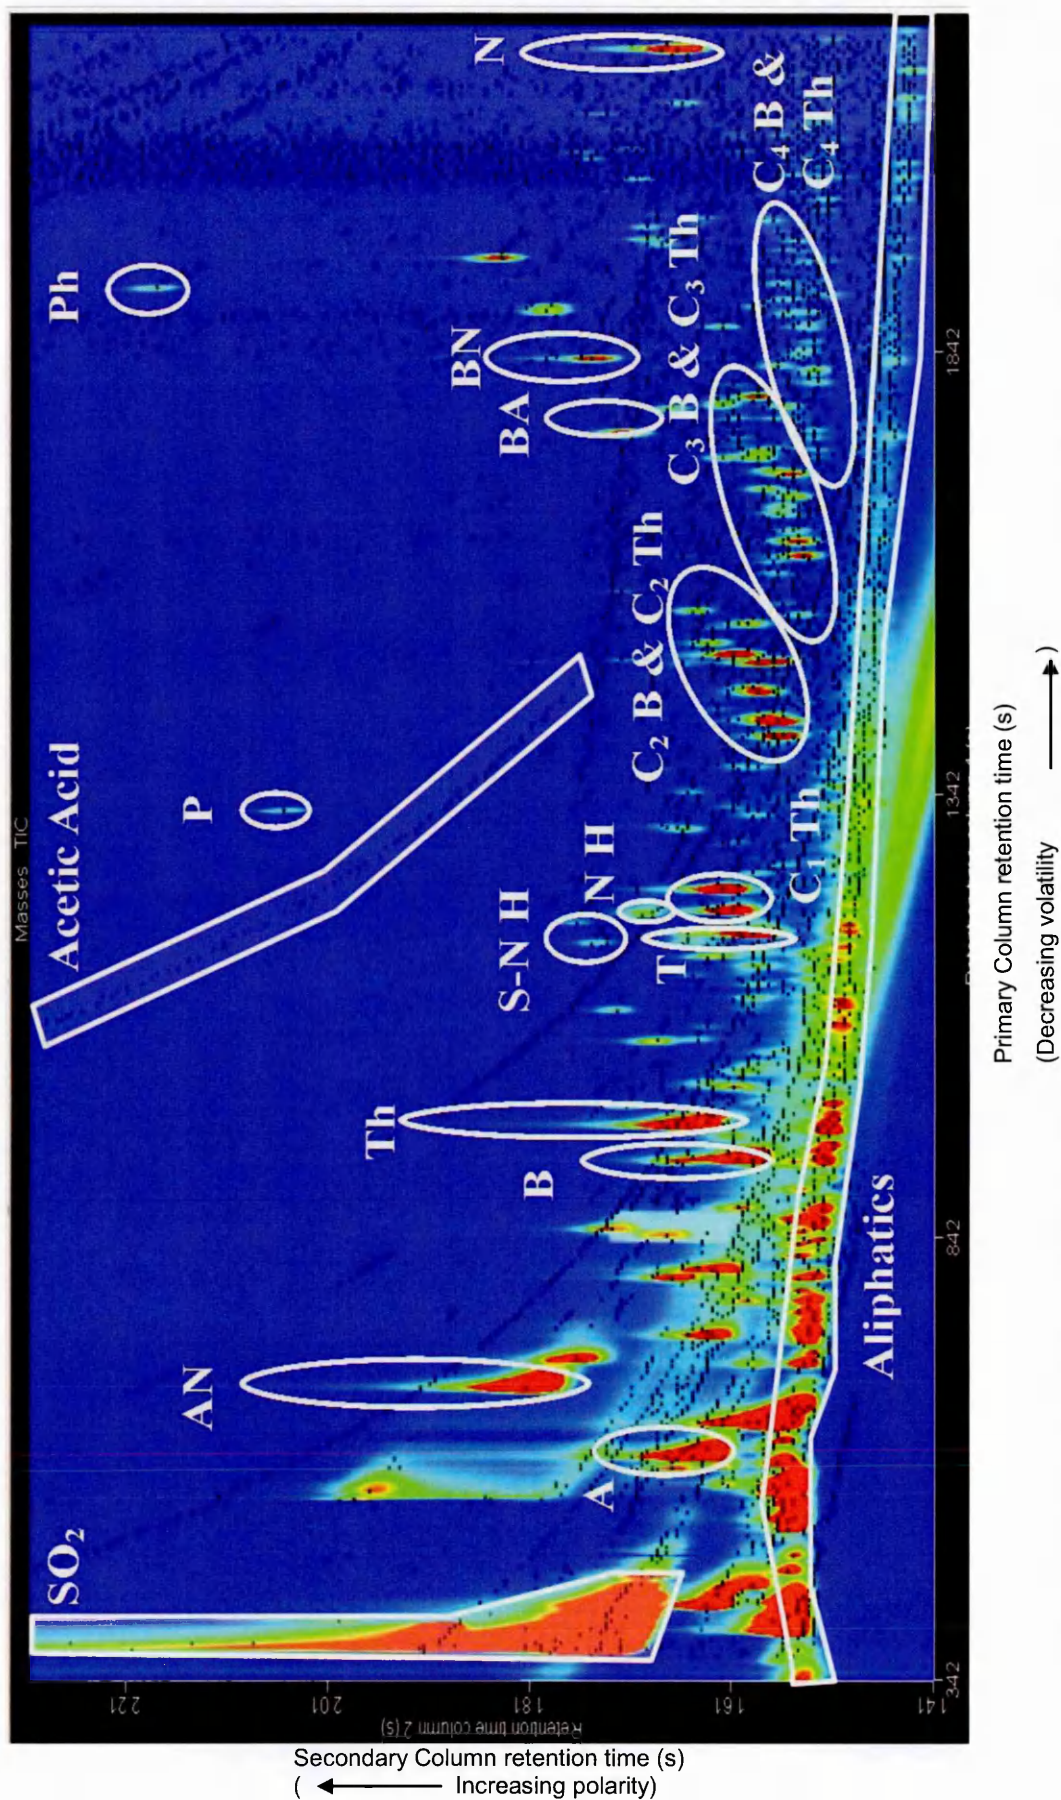 Masses TIC
SO₂
Acetic Acid
Ph
P
AN
A
Th
B
S-N H
N H
T
C₁ Th
C₂ B & C₂ Th
BA
BN
C₃ B & C₃ Th
N
C₄ B &
C₄ Th
Aliphatics
221
201
181
161
141
Retention time column 2 (s)
342
842
1342
1842
Primary Column retention time (s)
(Decreasing volatility ⟶ )
Secondary Column retention time (s)
( ⟵ Increasing polarity)